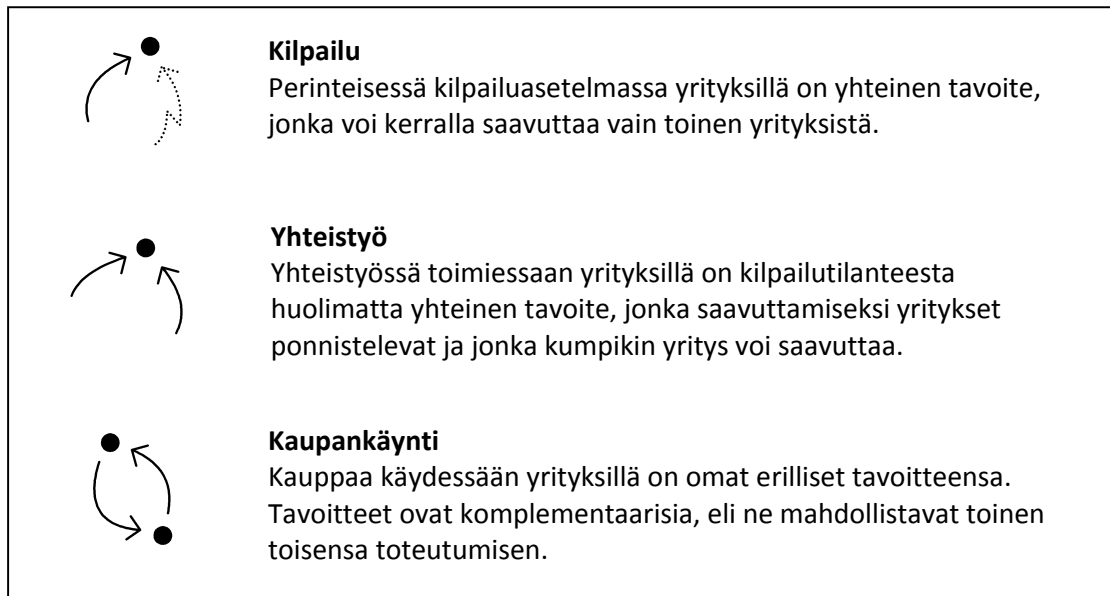 Kilpailu
Perinteisessä kilpailuasetelmassa yrityksillä on yhteinen tavoite,
jonka voi kerralla saavuttaa vain toinen yrityksistä.
Yhteistyö
Yhteistyössä toimiessaan yrityksillä on kilpailutilanteesta
huolimatta yhteinen tavoite, jonka saavuttamiseksi yritykset
ponnistelevat ja jonka kumpikin yritys voi saavuttaa.
Kaupankäynti
Kauppaa käydessään yrityksillä on omat erilliset tavoitteensa.
Tavoitteet ovat komplementaarisia, eli ne mahdollistavat toinen
toisensa toteutumisen.